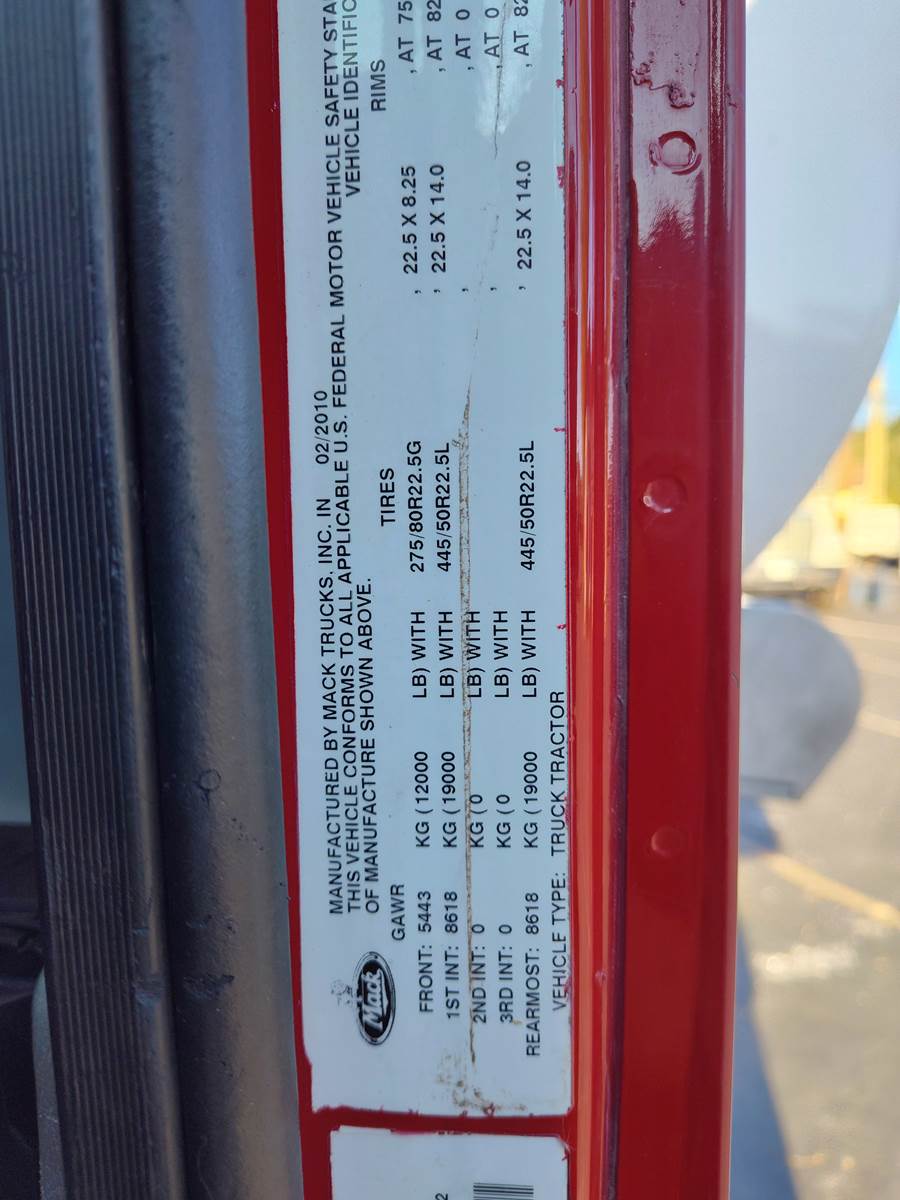 MANUFACTURED BY MACK TRUCKS, INC. IN 02/2010
THIS VEHICLE CONFORMS TO ALL APPLICABLE U.S. FEDERAL MOTOR VEHICLE SAFETY STA
OF MANUFACTURE SHOWN ABOVE. VEHICLE IDENTIFIC
Mack
GAWR TIRES RIMS
FRONT: 5443 KG (12000 LB) WITH 275/80R22.5G , 22.5 X 8.25 , AT 75
1ST INT: 8618 KG (19000 LB) WITH 445/50R22.5L , 22.5 X 14.0 , AT 82
2ND INT: 0 KG (0 LB) WITH , , AT 0
3RD INT: 0 KG (0 LB) WITH , , AT 0
REARMOST: 8618 KG (19000 LB) WITH 445/50R22.5L , 22.5 X 14.0 , AT 82
VEHICLE TYPE: TRUCK TRACTOR
2